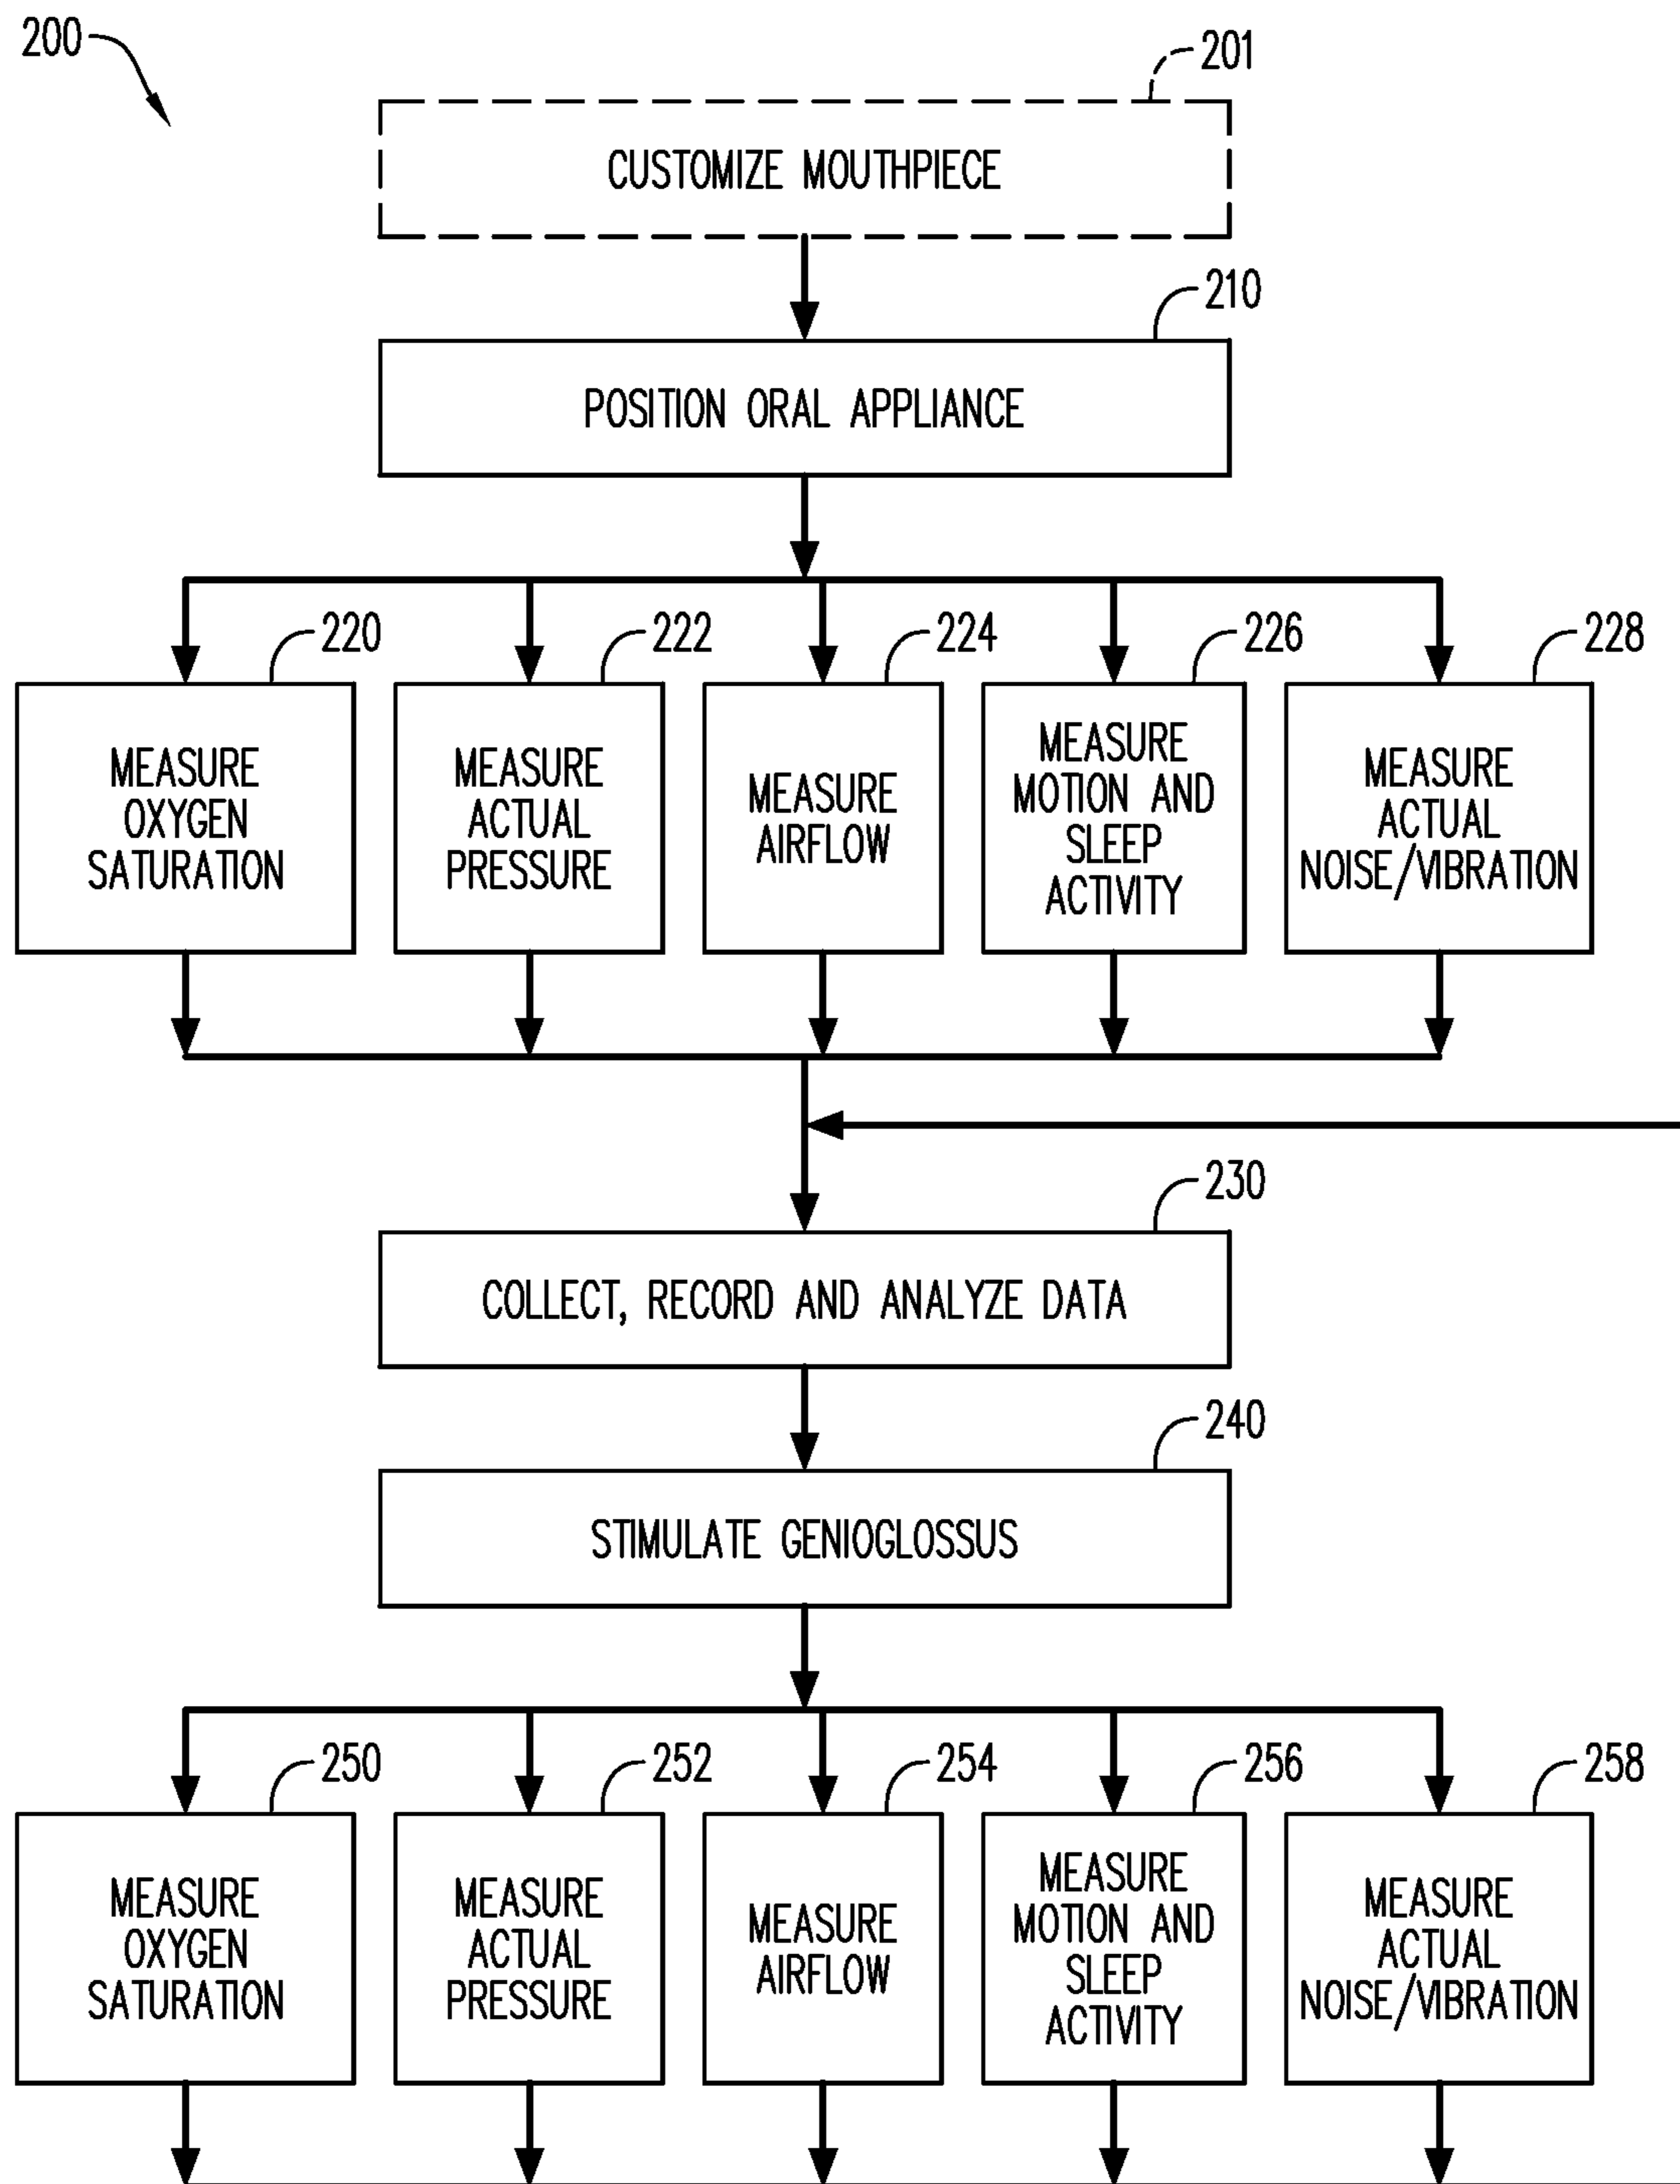 200
201
CUSTOMIZE MOUTHPIECE
210
POSITION ORAL APPLIANCE
220
222
224
226
228
MEASURE
OXYGEN
SATURATION
MEASURE
ACTUAL
PRESSURE
MEASURE
AIRFLOW
MEASURE
MOTION AND
SLEEP
ACTIVITY
MEASURE
ACTUAL
NOISE/VIBRATION
230
COLLECT, RECORD AND ANALYZE DATA
240
STIMULATE GENIOGLOSSUS
250
252
254
256
258
MEASURE
OXYGEN
SATURATION
MEASURE
ACTUAL
PRESSURE
MEASURE
AIRFLOW
MEASURE
MOTION AND
SLEEP
ACTIVITY
MEASURE
ACTUAL
NOISE/VIBRATION